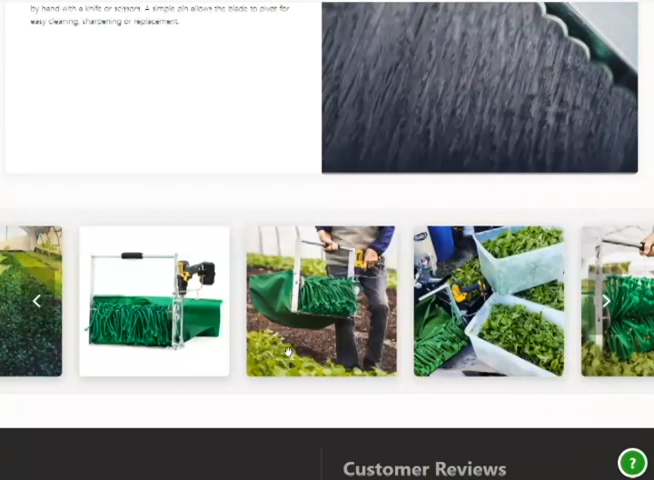 by hand with a knife or scissors. A simple pin allows the blade to pivot for
easy cleaning, sharpening or replacement.
Customer Reviews
?